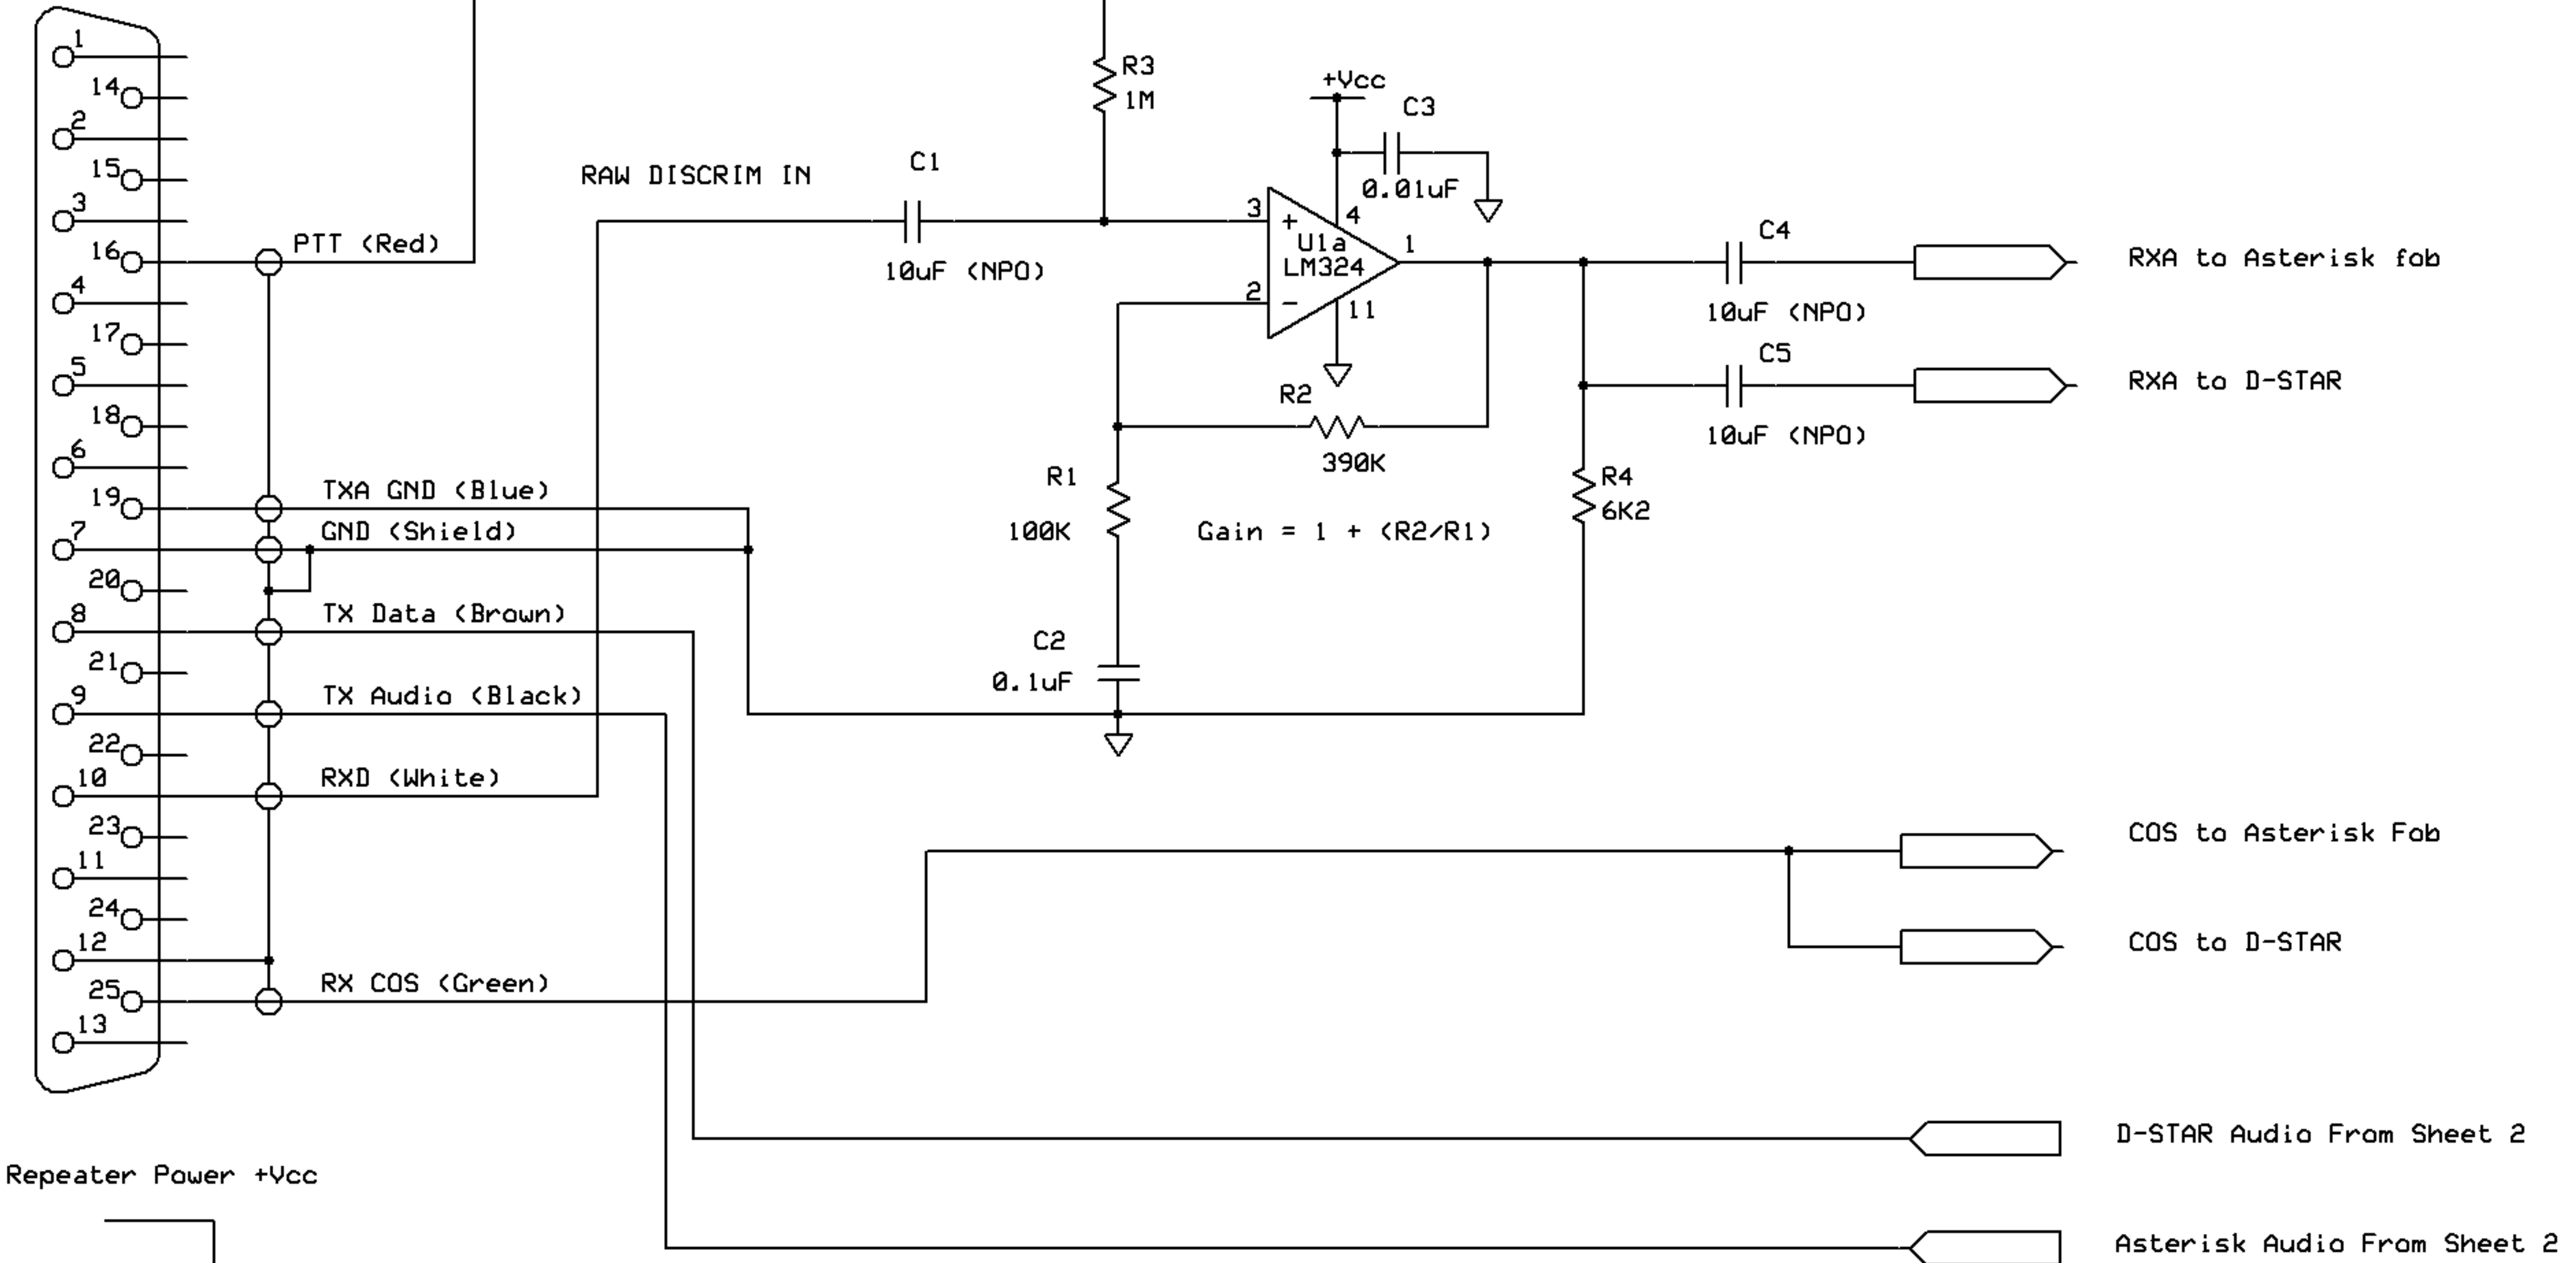 1
14
2
15
3
16
4
17
5
18
6
19
7
20
8
21
9
22
10
23
11
24
12
25
13
PTT (Red)
TXA GND (Blue)
GND (Shield)
TX Data (Brown)
TX Audio (Black)
RXD (White)
RX COS (Green)
Repeater Power +Vcc
RAW DISCRIM IN
C1
10uF (NPO)
R3
1M
+Vcc
C3
0.01uF
3
+
4
U1a
LM324
1
2
-
11
R2
390K
R1
100K
Gain = 1 + (R2/R1)
C2
0.1uF
R4
6K2
C4
10uF (NPO)
C5
10uF (NPO)
RXA to Asterisk fob
RXA to D-STAR
COS to Asterisk Fob
COS to D-STAR
D-STAR Audio From Sheet 2
Asterisk Audio From Sheet 2